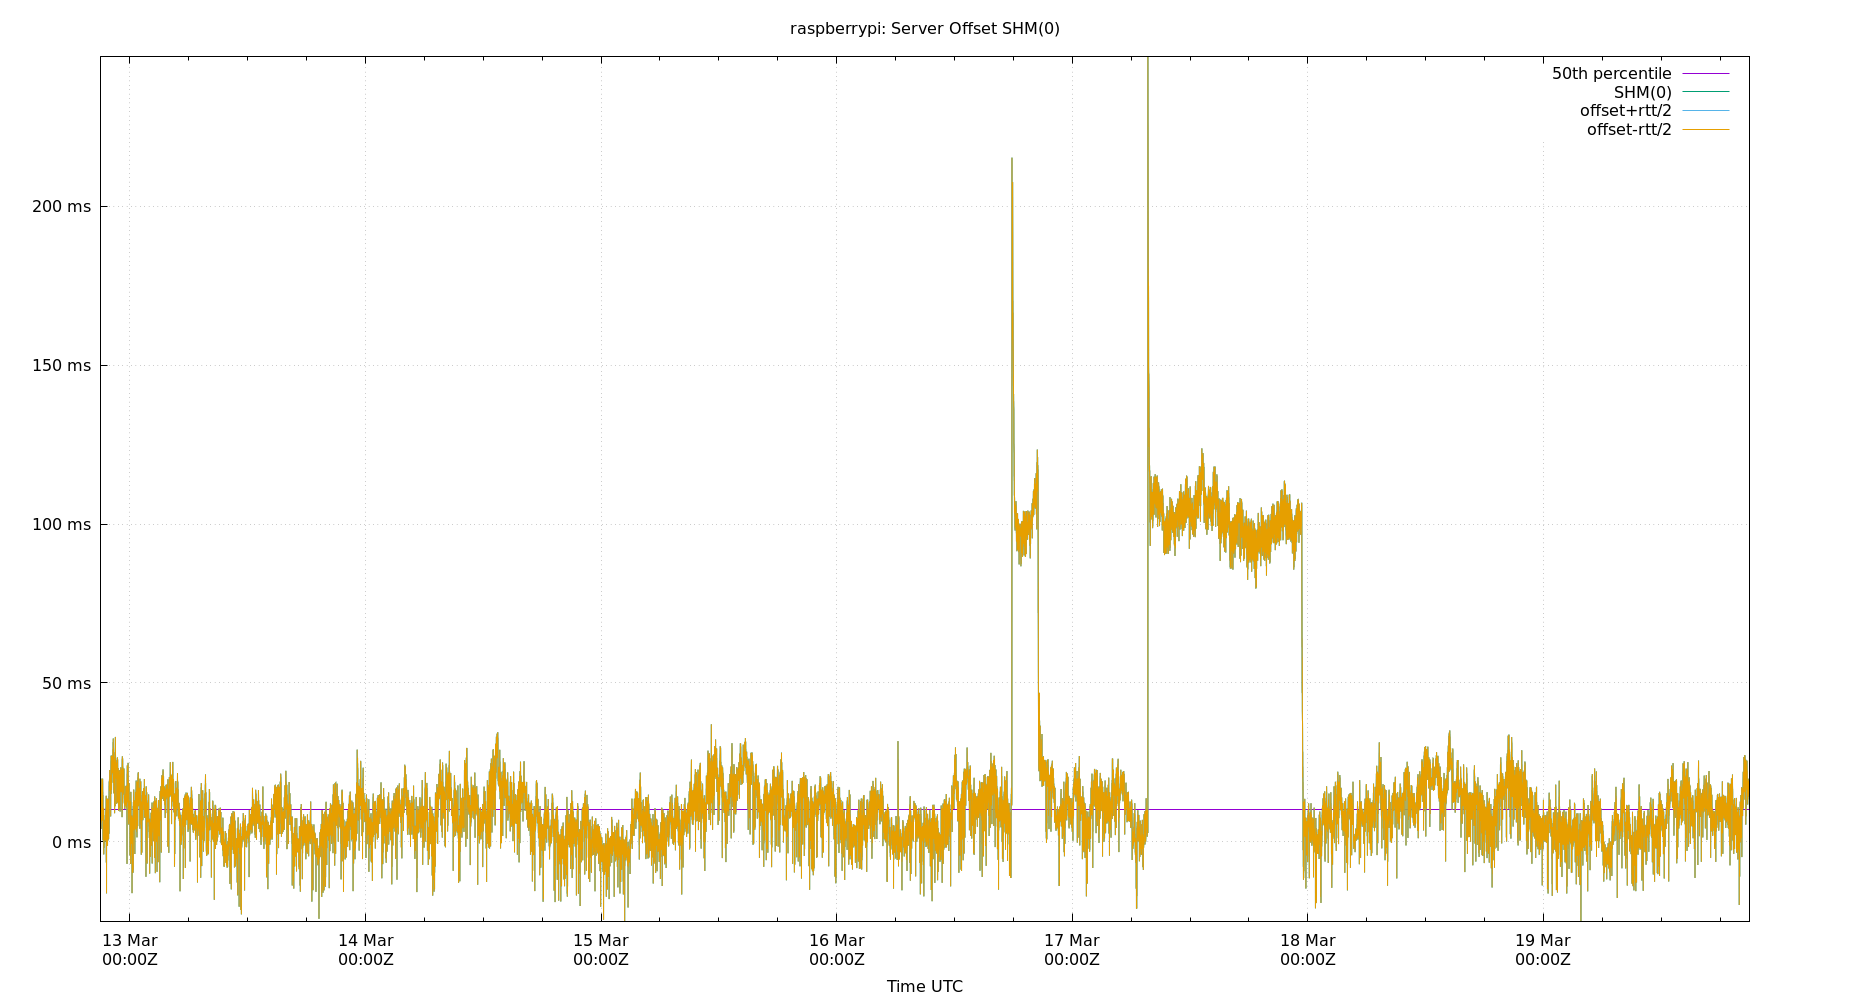 raspberrypi: Server Offset SHM(0)
50th percentile
SHM(0)
offset+rtt/2
offset-rtt/2
200 ms
150 ms
100 ms
50 ms
0 ms
13 Mar 14 Mar 15 Mar 16 Mar 17 Mar 18 Mar 19 Mar
00:00Z 00:00Z 00:00Z 00:00Z 00:00Z 00:00Z 00:00Z
Time UTC